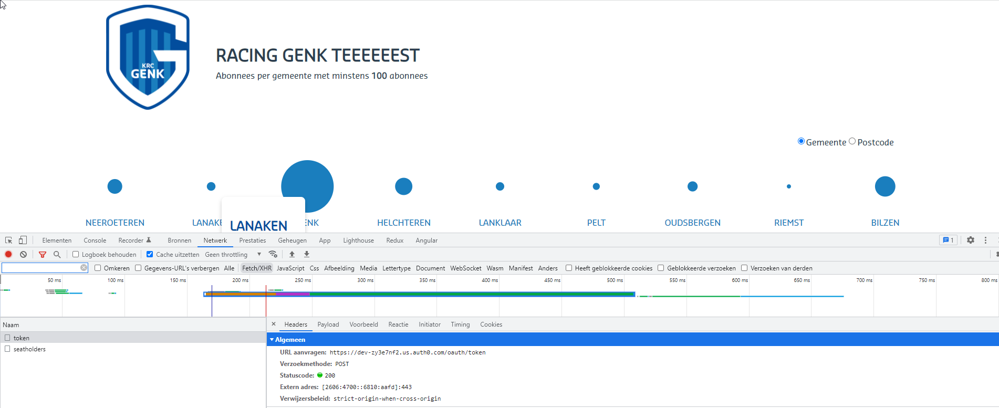 KRC
GENK
RACING GENK TEEEEEEST
Abonnees per gemeente met minstens 100 abonnees
Gemeente Postcode
NEEROETEREN LANAKE ENK HELCHTEREN LANKLAAR PELT OUDSBERGEN RIEMST BILZEN
LANAKEN
Elementen Console Recorder Bronnen Netwerk Prestaties Geheugen App Lighthouse Redux Angular 1
Logboek behouden Cache uitzetten Geen throttling
Omkeren Gegevens-URL's verbergen Alle Fetch/XHR JavaScript Css Afbeelding Media Lettertype Document WebSocket Wasm Manifest Anders Heeft geblokkeerde cookies Geblokkeerde verzoeken Verzoeken van derden
50 ms 100 ms 150 ms 200 ms 250 ms 300 ms 350 ms 400 ms 450 ms 500 ms 550 ms 600 ms 650 ms 700 ms 750 ms 800 ms
Naam
token
seatholders
Headers Payload Voorbeeld Reactie Initiator Timing Cookies
Algemeen
URL aanvragen: https://dev-zy3e7nf2.us.auth0.com/oauth/token
Verzoekmethode: POST
Statuscode: 200
Extern adres: [2606:4700::6810:aafd]:443
Verwijzersbeleid: strict-origin-when-cross-origin